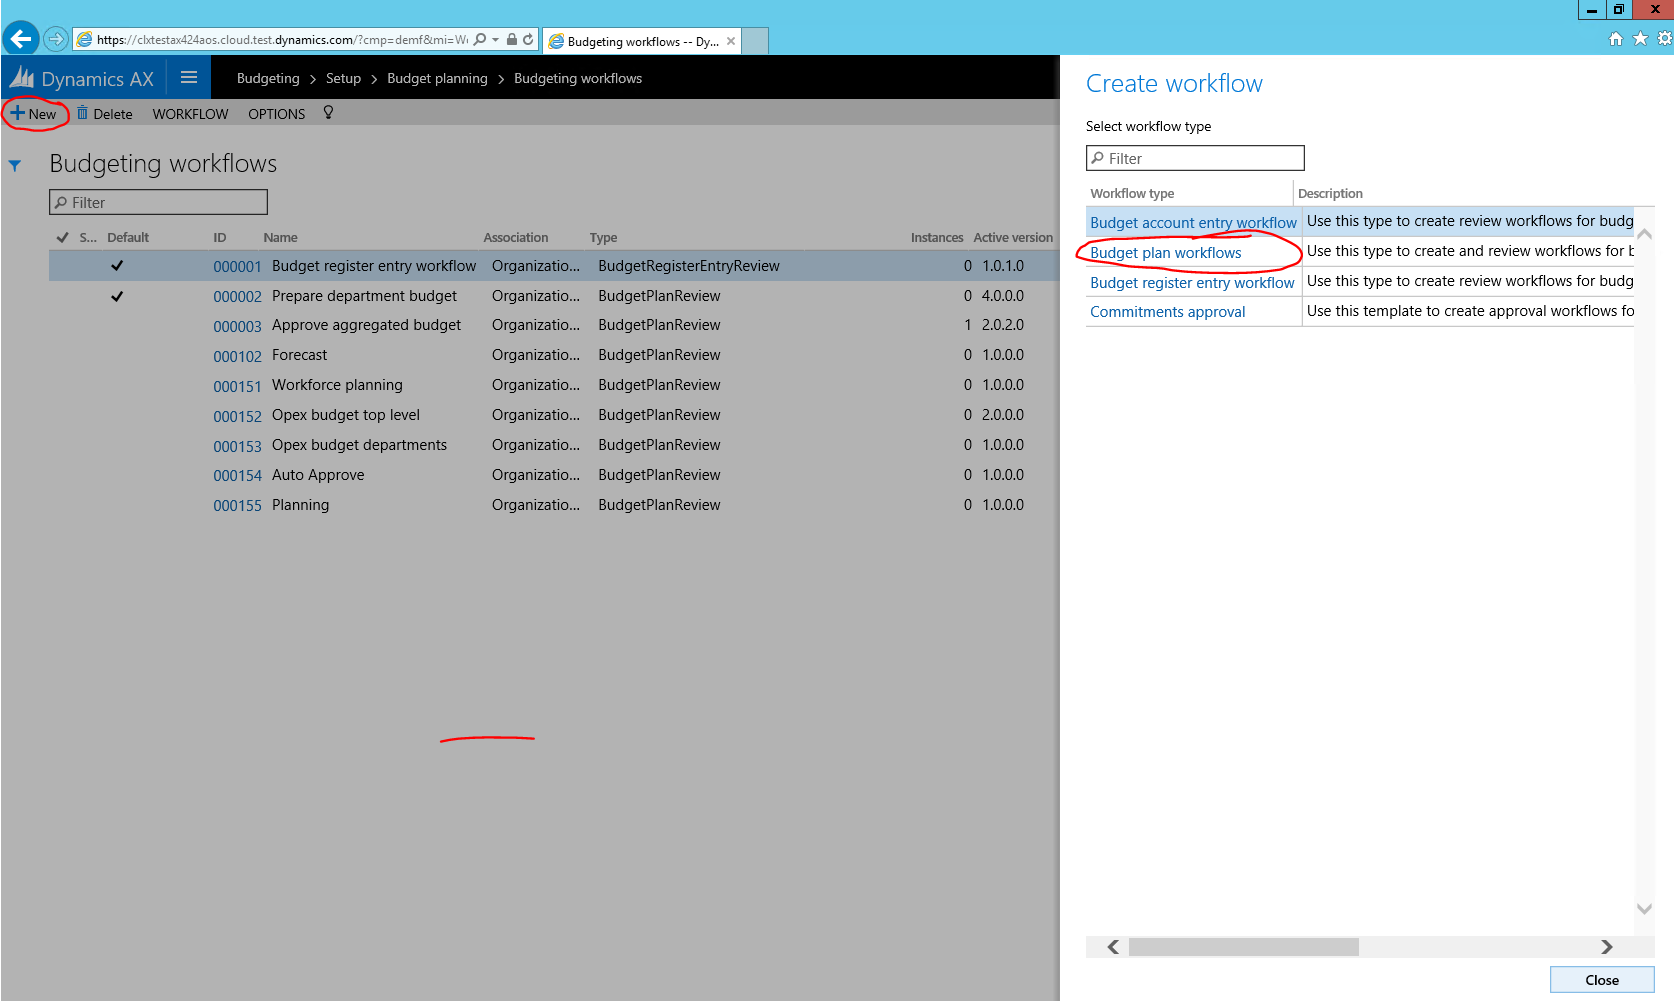 https://clxtestax424aos.cloud.test.dynamics.com/?cmp=demf&mi=W
Budgeting workflows -- Dy...
Dynamics AX
Budgeting > Setup > Budget planning > Budgeting workflows
New Delete WORKFLOW OPTIONS
Budgeting workflows
Filter
S... Default ID Name Association Type Instances Active version
000001 Budget register entry workflow Organizatio... BudgetRegisterEntryReview 0 1.0.1.0
000002 Prepare department budget Organizatio... BudgetPlanReview 0 4.0.0.0
000003 Approve aggregated budget Organizatio... BudgetPlanReview 1 2.0.2.0
000102 Forecast Organizatio... BudgetPlanReview 0 1.0.0.0
000151 Workforce planning Organizatio... BudgetPlanReview 0 1.0.0.0
000152 Opex budget top level Organizatio... BudgetPlanReview 0 2.0.0.0
000153 Opex budget departments Organizatio... BudgetPlanReview 0 1.0.0.0
000154 Auto Approve Organizatio... BudgetPlanReview 0 1.0.0.0
000155 Planning Organizatio... BudgetPlanReview 0 1.0.0.0
Create workflow
Select workflow type
Filter
Workflow type Description
Budget account entry workflow Use this type to create review workflows for budg
Budget plan workflows Use this type to create and review workflows for b
Budget register entry workflow Use this type to create review workflows for budg
Commitments approval Use this template to create approval workflows fo
Close